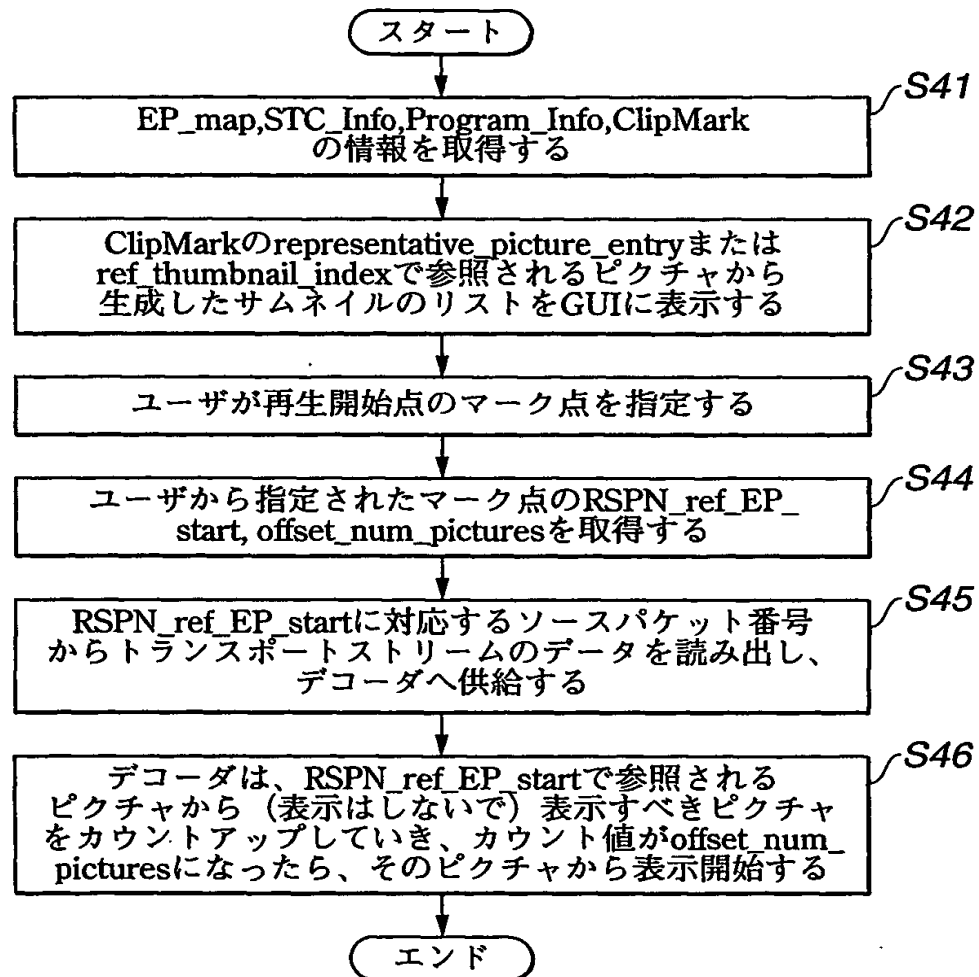 スタート
S41
EP_map,STC_Info,Program_Info,ClipMark
の情報を取得する
S42
ClipMarkのrepresentative_picture_entryまたは
ref_thumbnail_indexで参照されるピクチャから
生成したサムネイルのリストをGUIに表示する
S43
ユーザが再生開始点のマーク点を指定する
S44
ユーザから指定されたマーク点のRSPN_ref_EP_
start, offset_num_picturesを取得する
S45
RSPN_ref_EP_startに対応するソースパケット番号
からトランスポートストリームのデータを読み出し、
デコーダへ供給する
S46
デコーダは、RSPN_ref_EP_startで参照される
ピクチャから（表示はしないで）表示すべきピクチャ
をカウントアップしていき、カウント値がoffset_num_
picturesになったら、そのピクチャから表示開始する
エンド